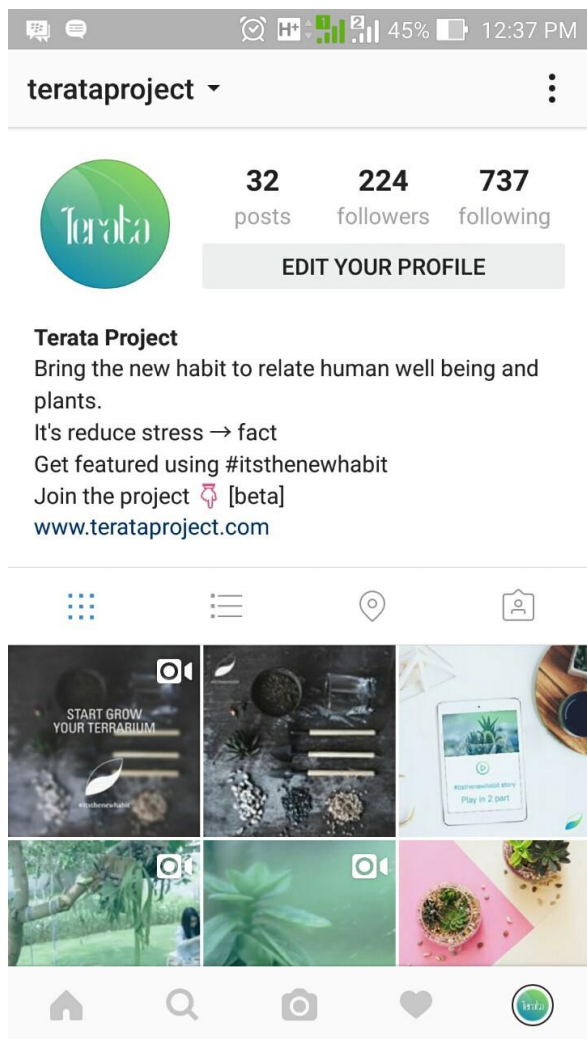 H+ 1 2 45% 12:37 PM
terataproject
32 224 737
posts followers following
Terata
EDIT YOUR PROFILE
Terata Project
Bring the new habit to relate human well being and
plants.
It's reduce stress → fact
Get featured using #itsthenewhabit
Join the project 👇 [beta]
www.terataproject.com
START GROW
YOUR TERRARIUM
#itsthenewhabit
#itsthenewhabit story
Play in 2 part
Terata